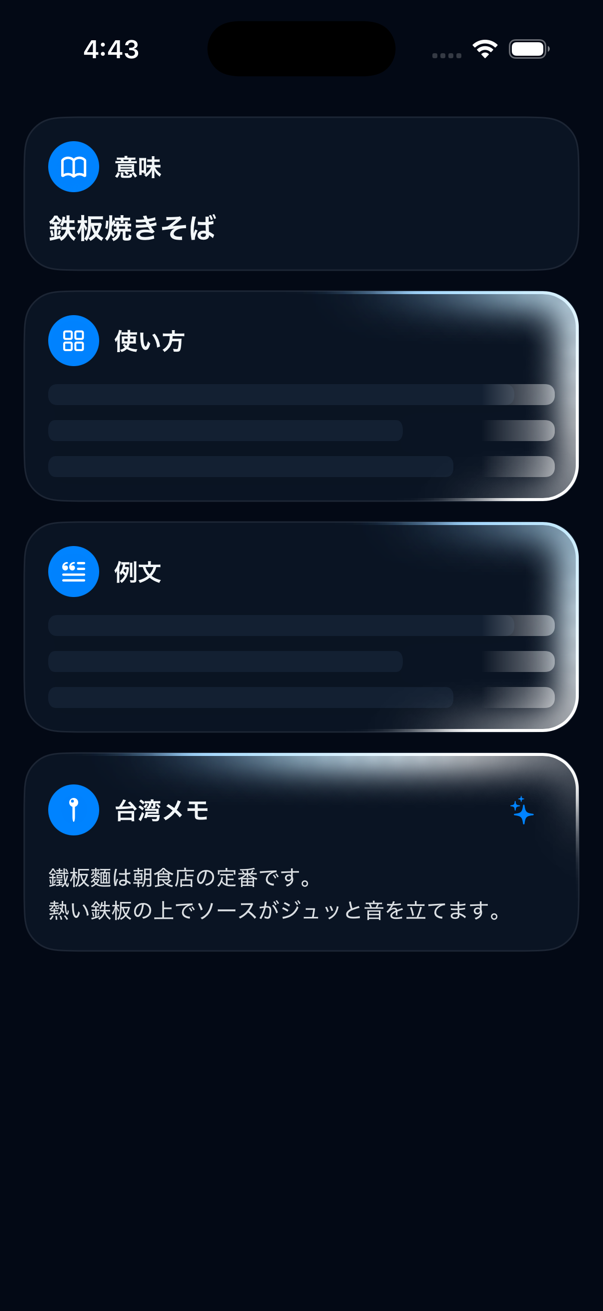 4:43
意味
鉄板焼きそば
使い方
例文
台湾メモ
鐵板麵は朝食店の定番です。
熱い鉄板の上でソースがジュッと音を立てます。